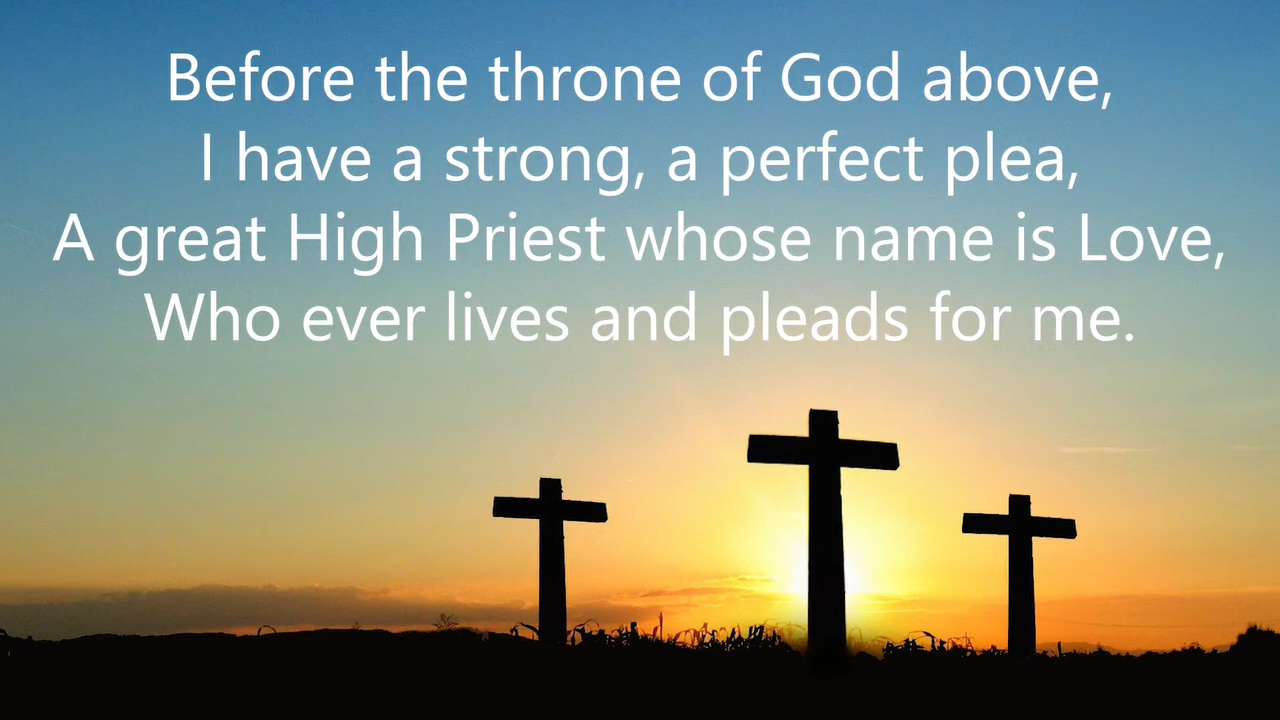 Before the throne of God above,
I have a strong, a perfect plea,
A great High Priest whose name is Love,
Who ever lives and pleads for me.